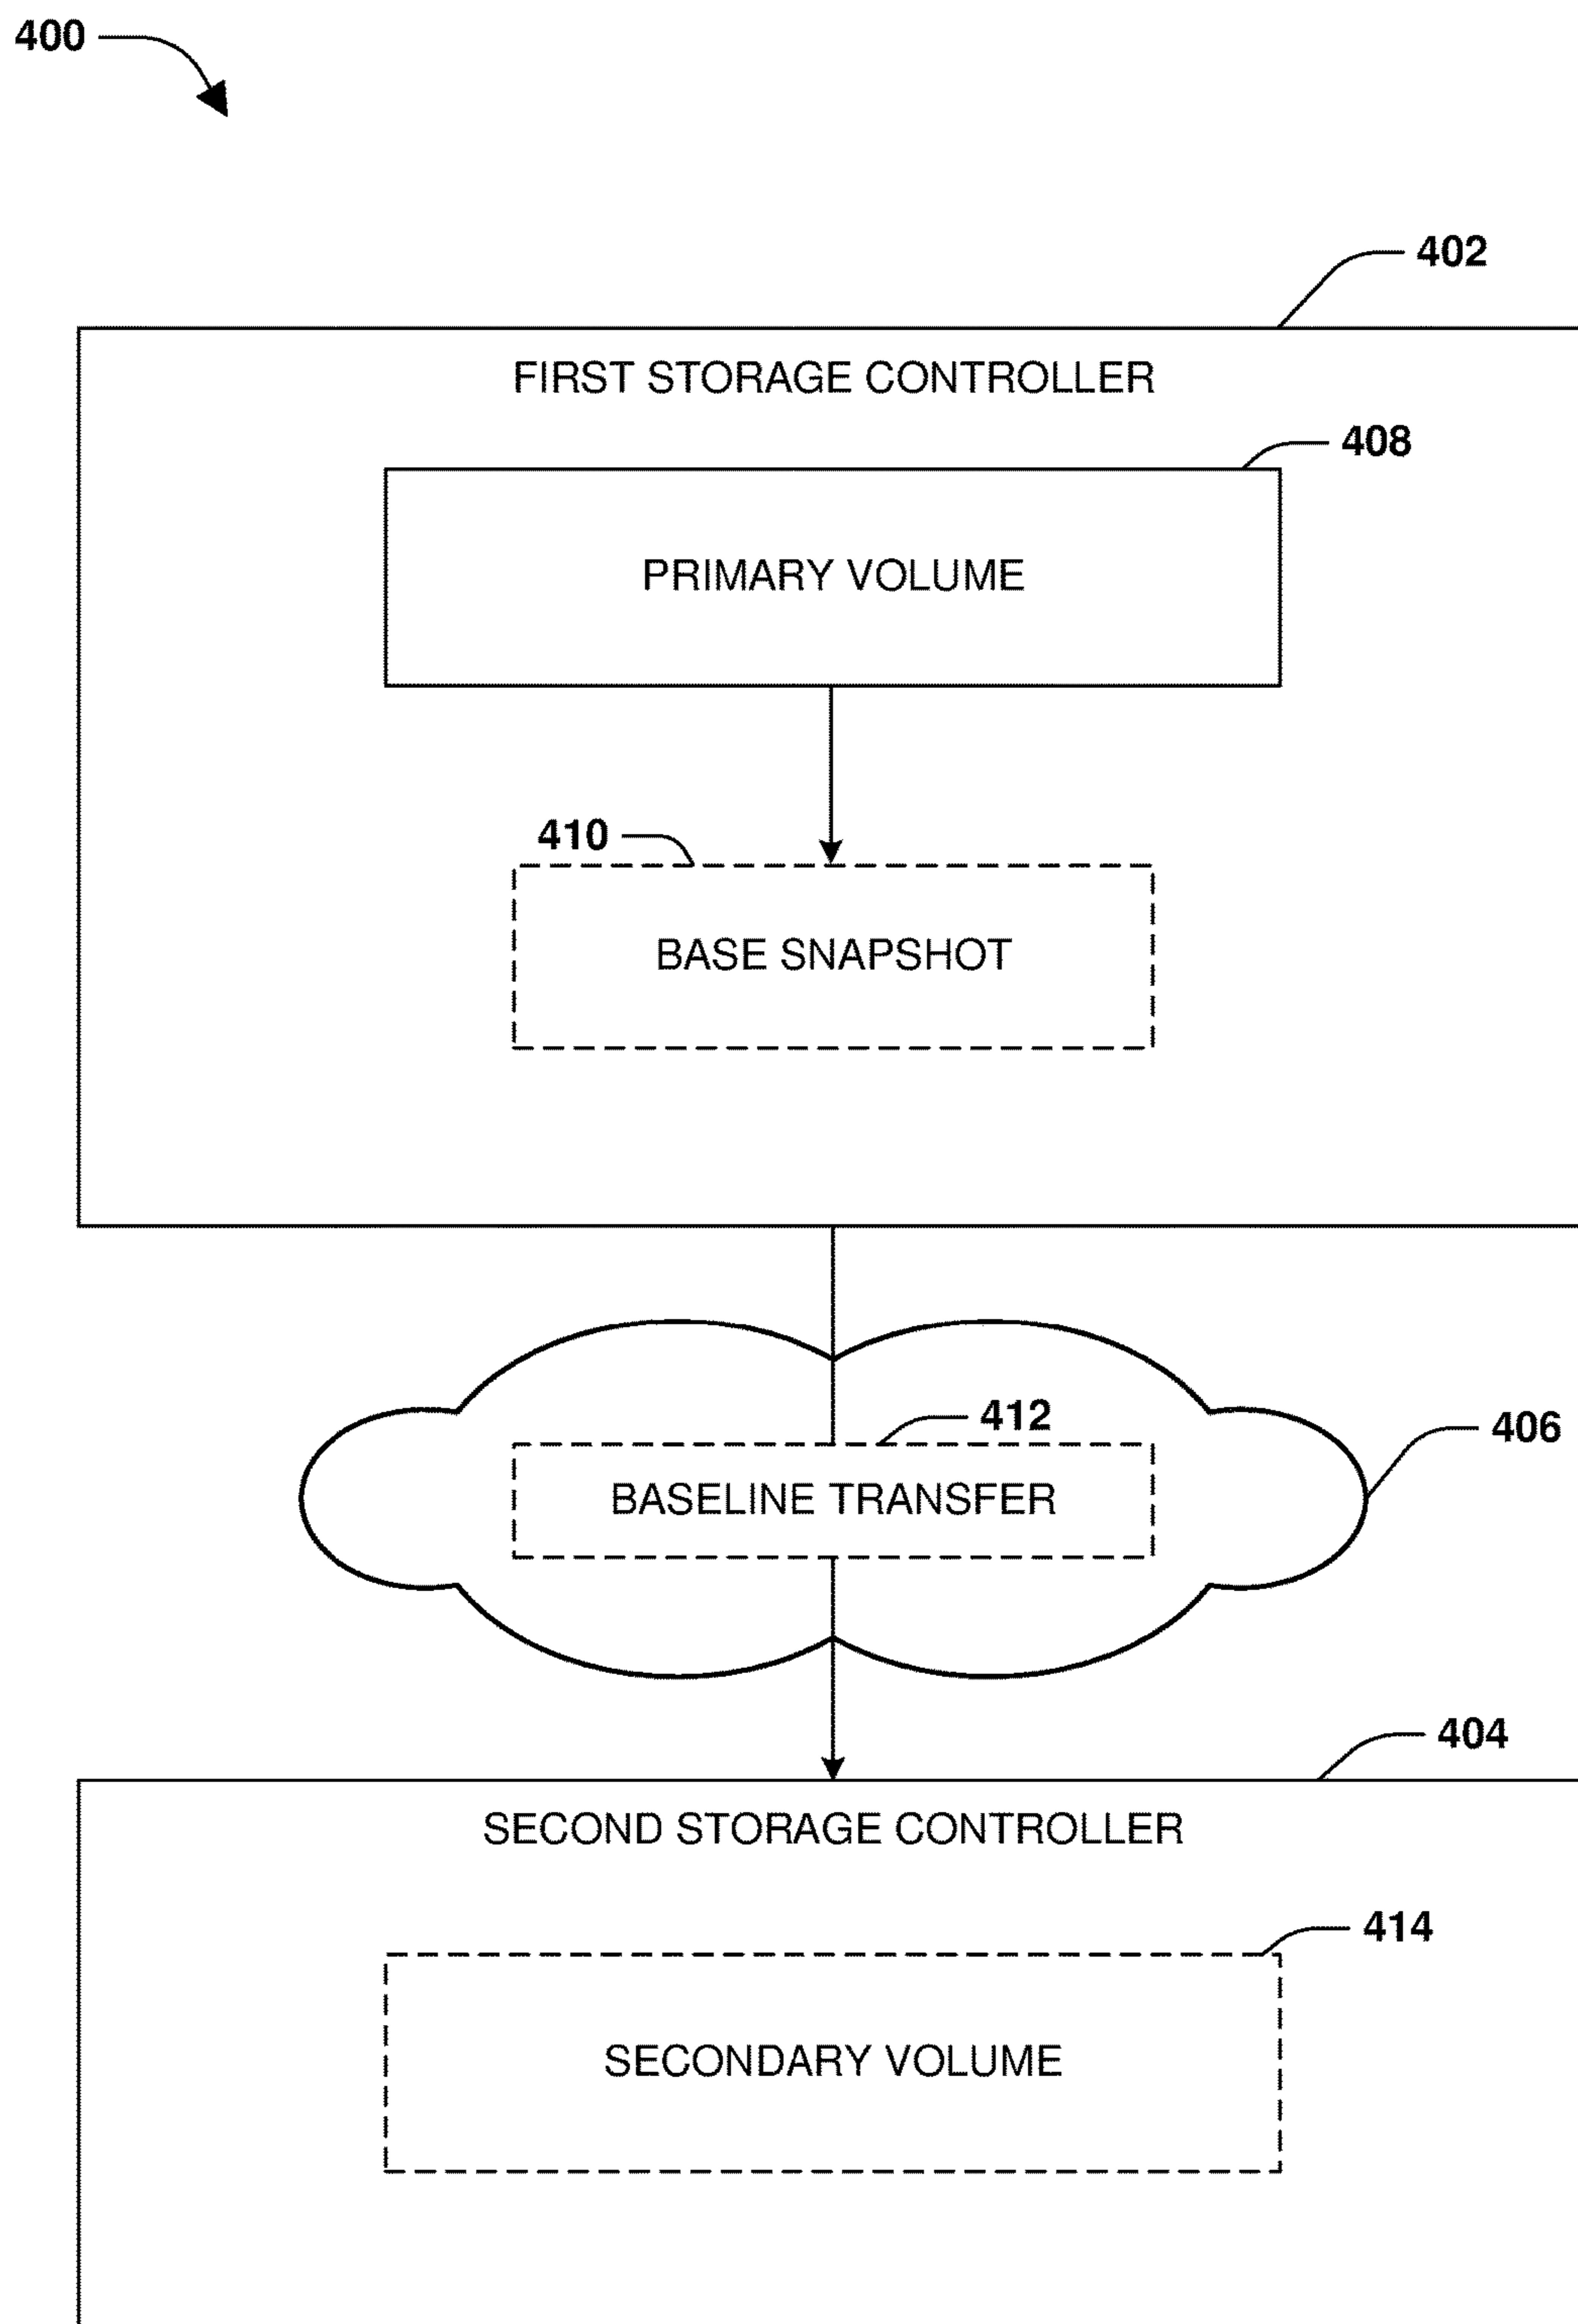 400
402
FIRST STORAGE CONTROLLER
408
PRIMARY VOLUME
410
BASE SNAPSHOT
412
406
BASELINE TRANSFER
404
SECOND STORAGE CONTROLLER
414
SECONDARY VOLUME